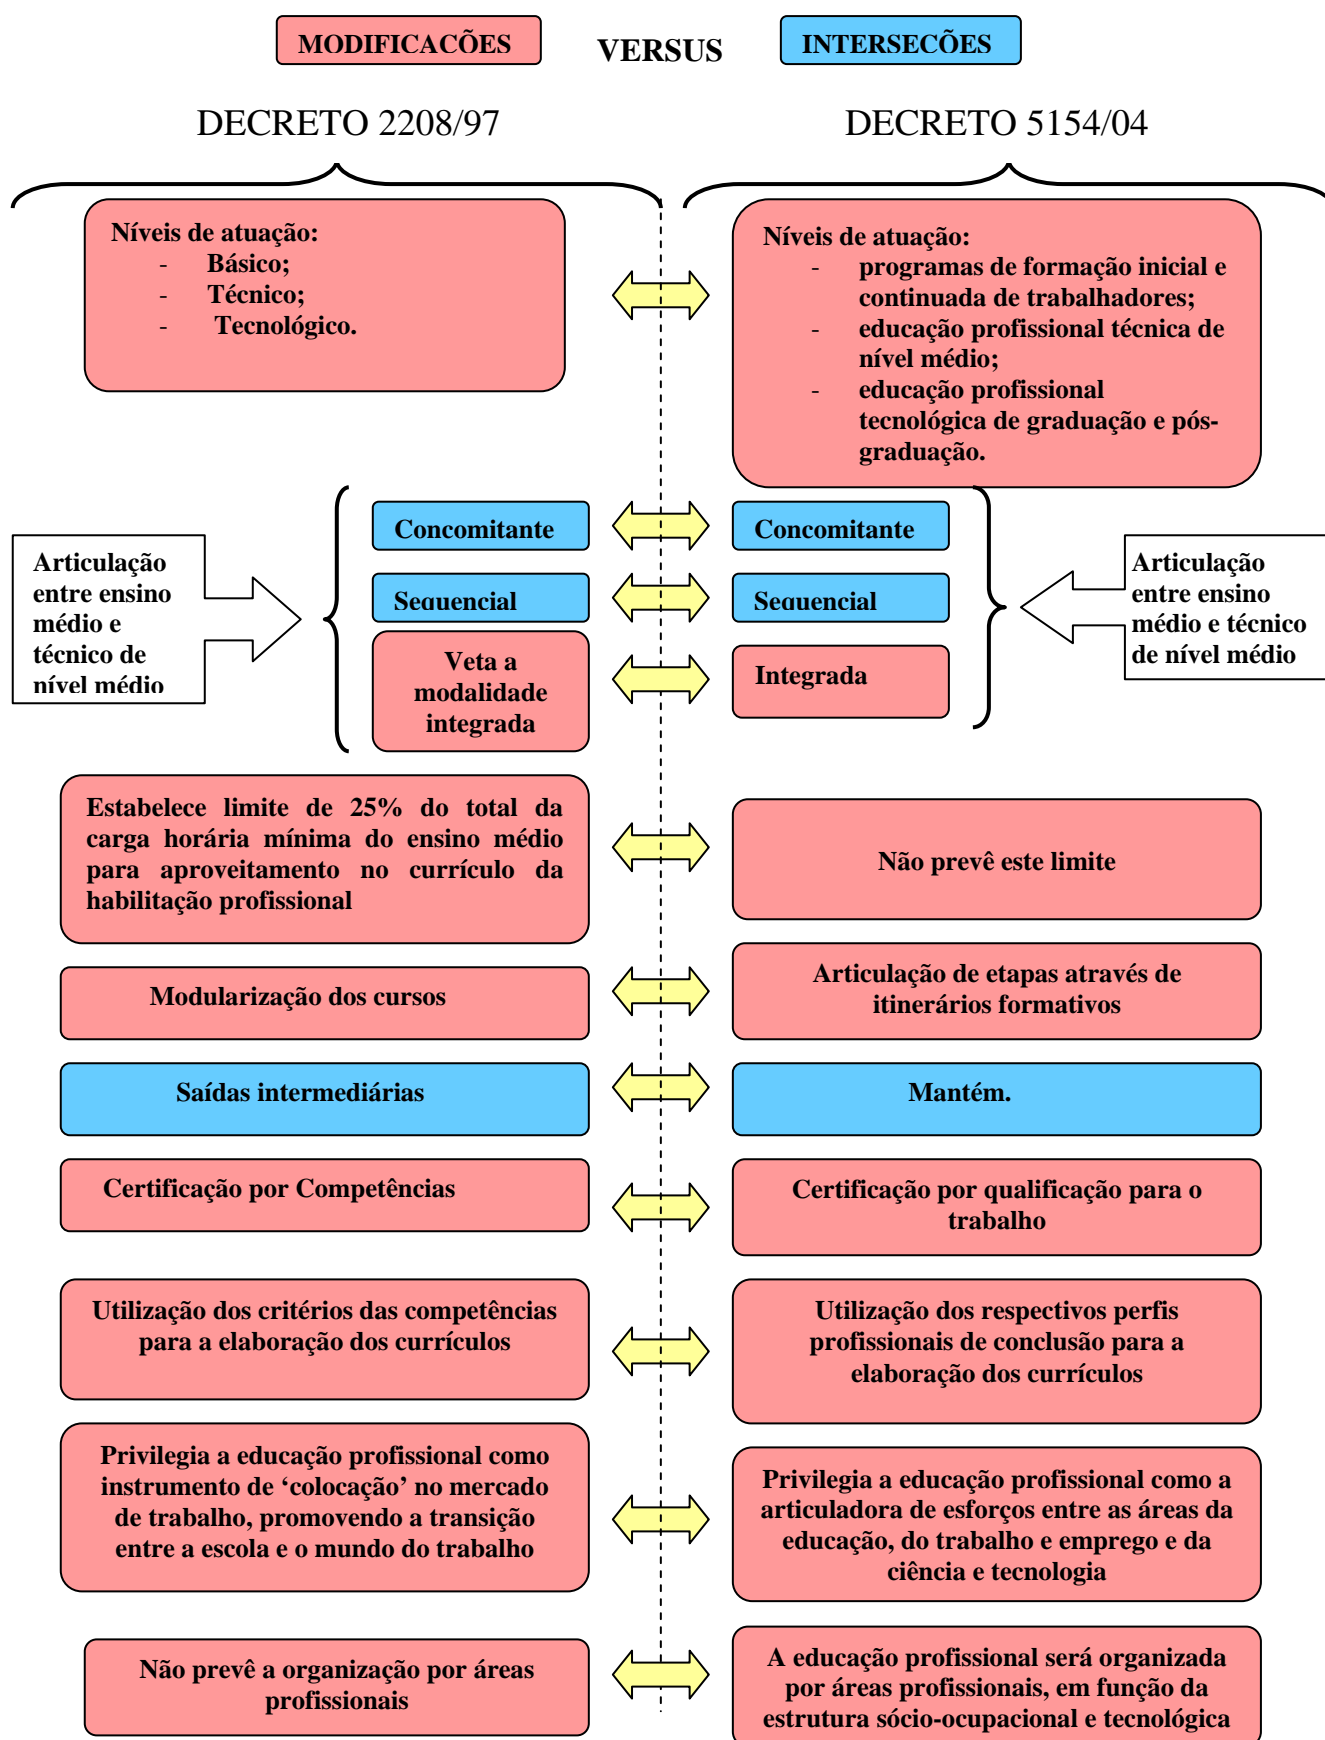 MODIFICACÕES
VERSUS
INTERSECÕES
DECRETO 2208/97
DECRETO 5154/04
Níveis de atuação:
- Básico;
- Técnico;
- Tecnológico.
Níveis de atuação:
- programas de formação inicial e
continuada de trabalhadores;
- educação profissional técnica de
nível médio;
- educação profissional
tecnológica de graduação e pós-
graduação.
Articulação
entre ensino
médio e
técnico de
nível médio
Concomitante
Sequencial
Veta a
modalidade
integrada
Concomitante
Sequencial
Integrada
Articulação
entre ensino
médio e técnico
de nível médio
Estabelece limite de 25% do total da
carga horária mínima do ensino médio
para aproveitamento no currículo da
habilitação profissional
Não prevê este limite
Modularização dos cursos
Articulação de etapas através de
itinerários formativos
Saídas intermediárias
Mantém.
Certificação por Competências
Certificação por qualificação para o
trabalho
Utilização dos critérios das competências
para a elaboração dos currículos
Utilização dos respectivos perfis
profissionais de conclusão para a
elaboração dos currículos
Privilegia a educação profissional como
instrumento de ‘colocação’ no mercado
de trabalho, promovendo a transição
entre a escola e o mundo do trabalho
Privilegia a educação profissional como a
articuladora de esforços entre as áreas da
educação, do trabalho e emprego e da
ciência e tecnologia
Não prevê a organização por áreas
profissionais
A educação profissional será organizada
por áreas profissionais, em função da
estrutura sócio-ocupacional e tecnológica